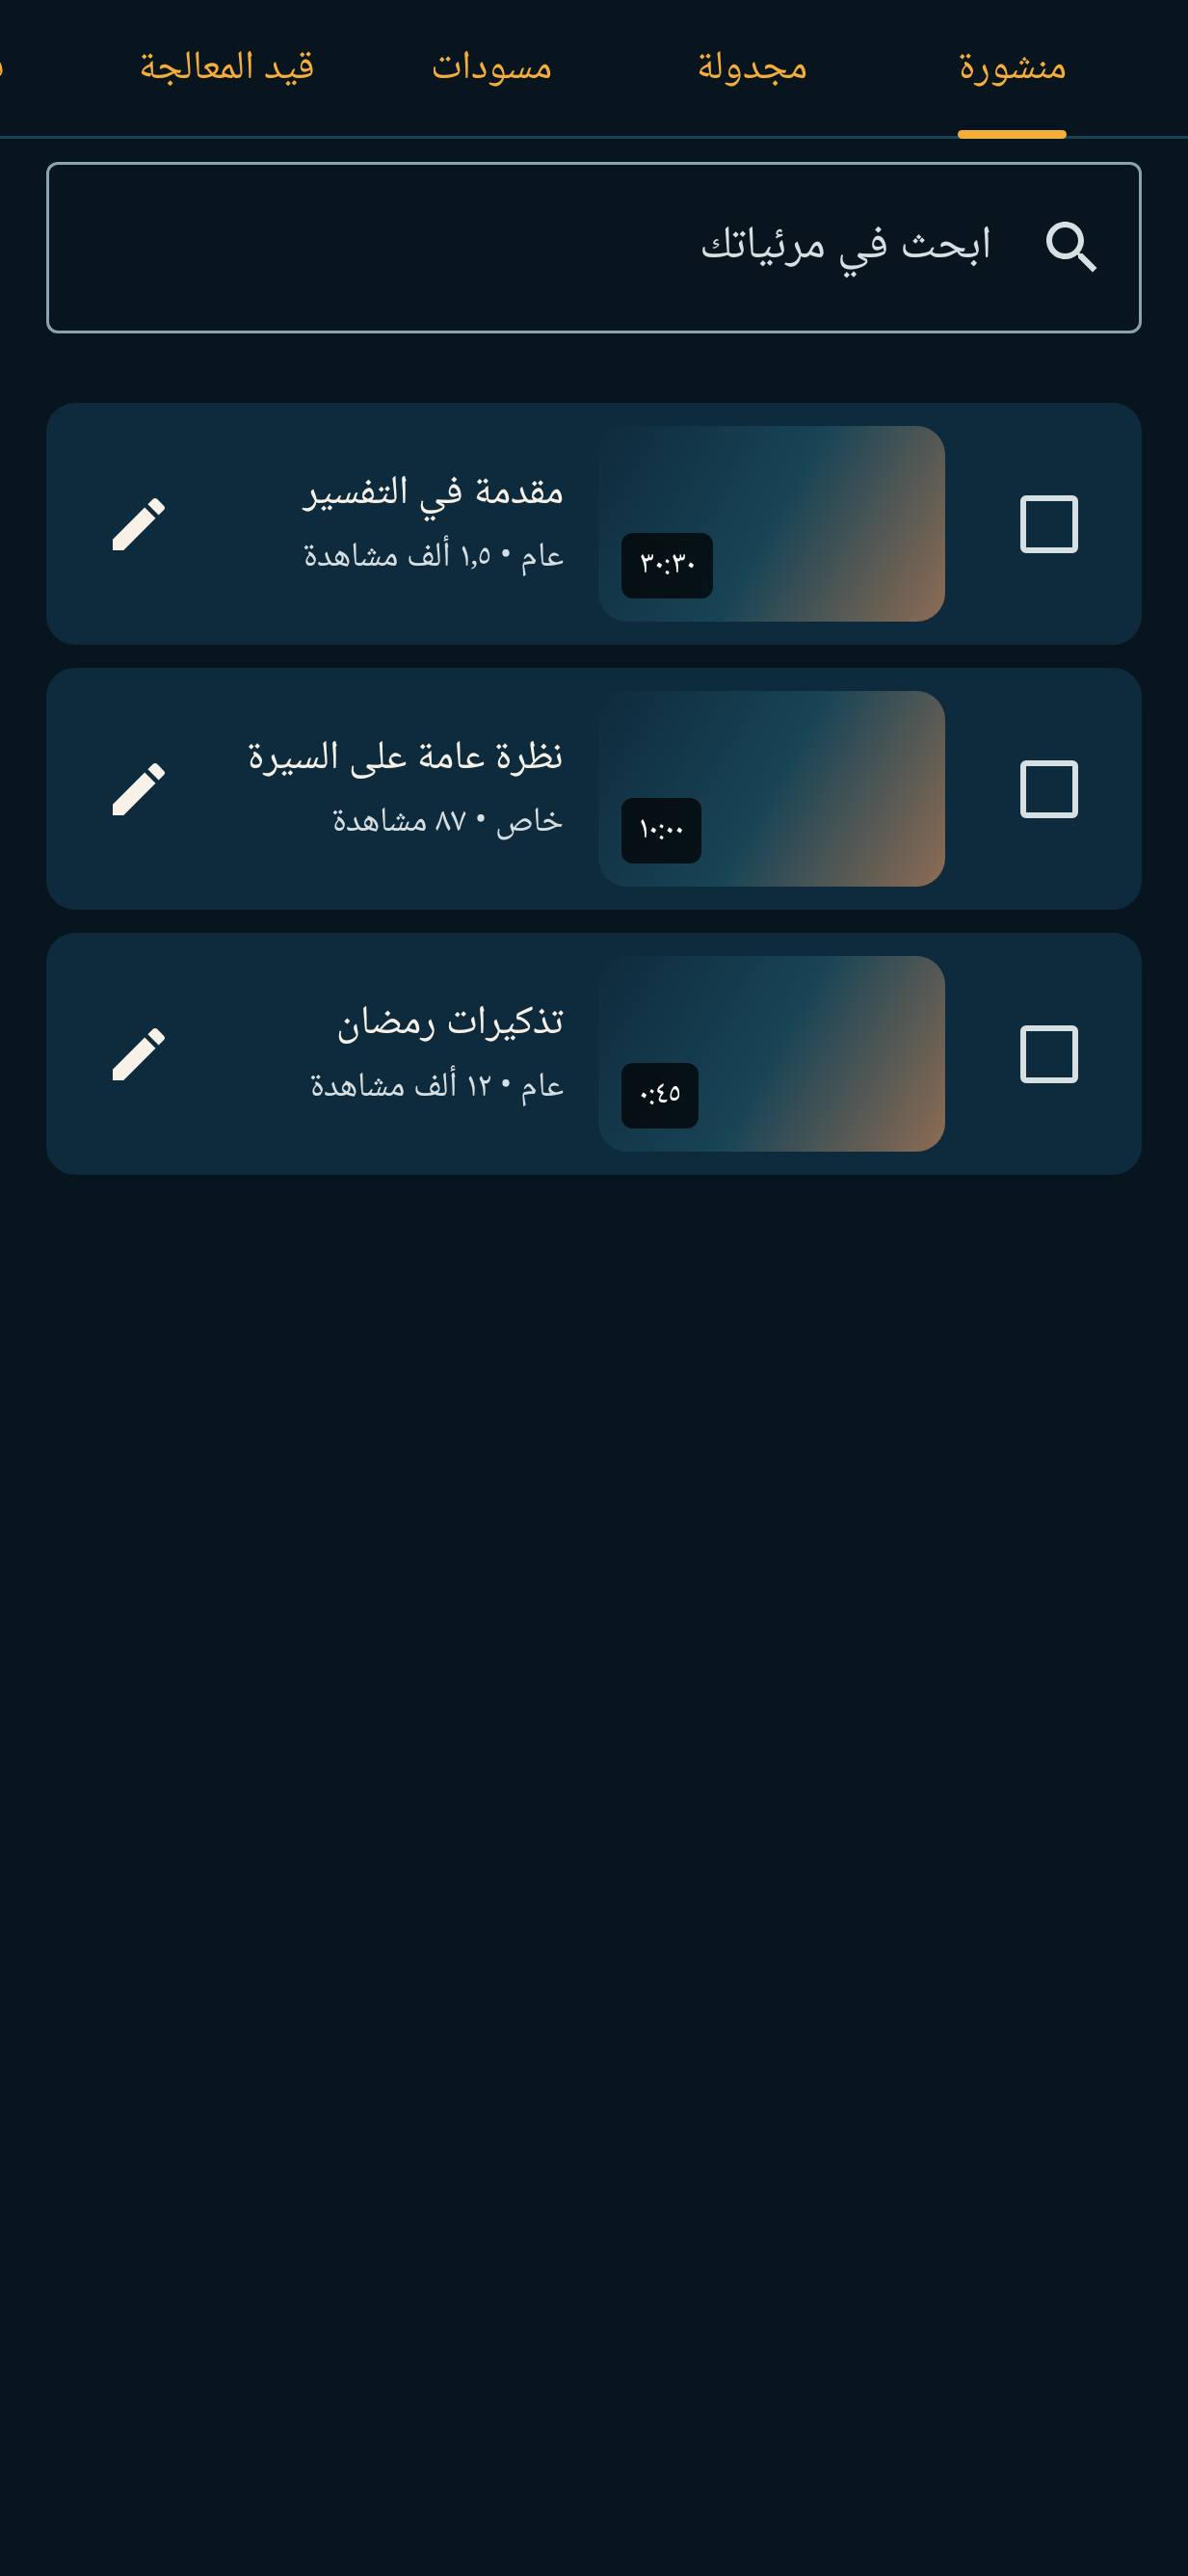 منشورة
مجدولة
مسودات
قيد المعالجة
ابحث في مرئياتك
مقدمة في التفسير
عام • ١٫٥ ألف مشاهدة
٣٠:٣٠
نظرة عامة على السيرة
خاص • ٨٧ مشاهدة
١٠:٠٠
تذكيرات رمضان
عام • ١٢ ألف مشاهدة
٠:٤٥